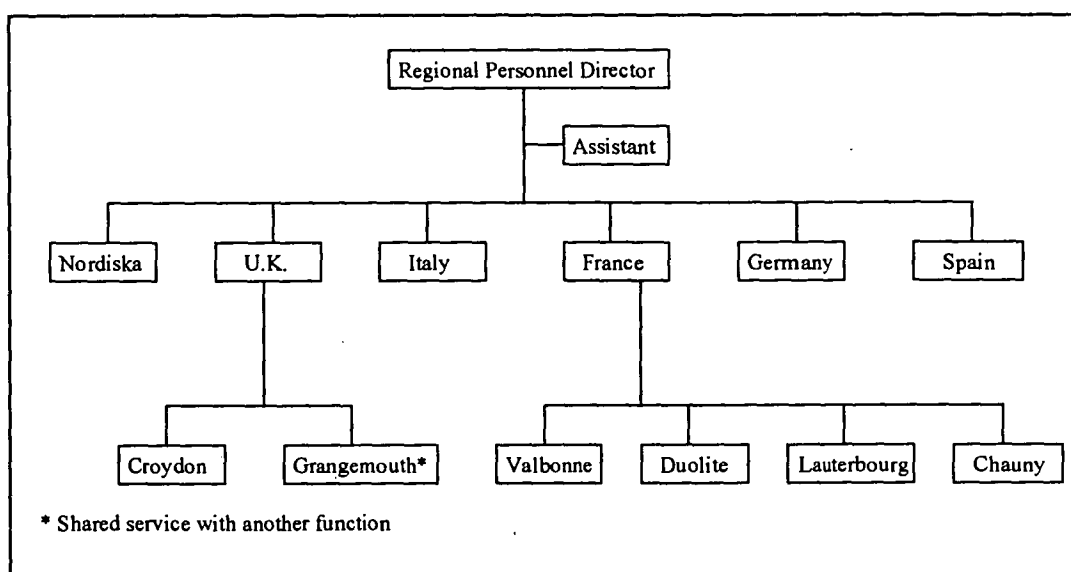 Regional Personnel Director
Assistant
Nordiska U.K. Italy France Germany Spain
Croydon Grangemouth* Valbonne Duolite Lauterbourg Chauny
* Shared service with another function